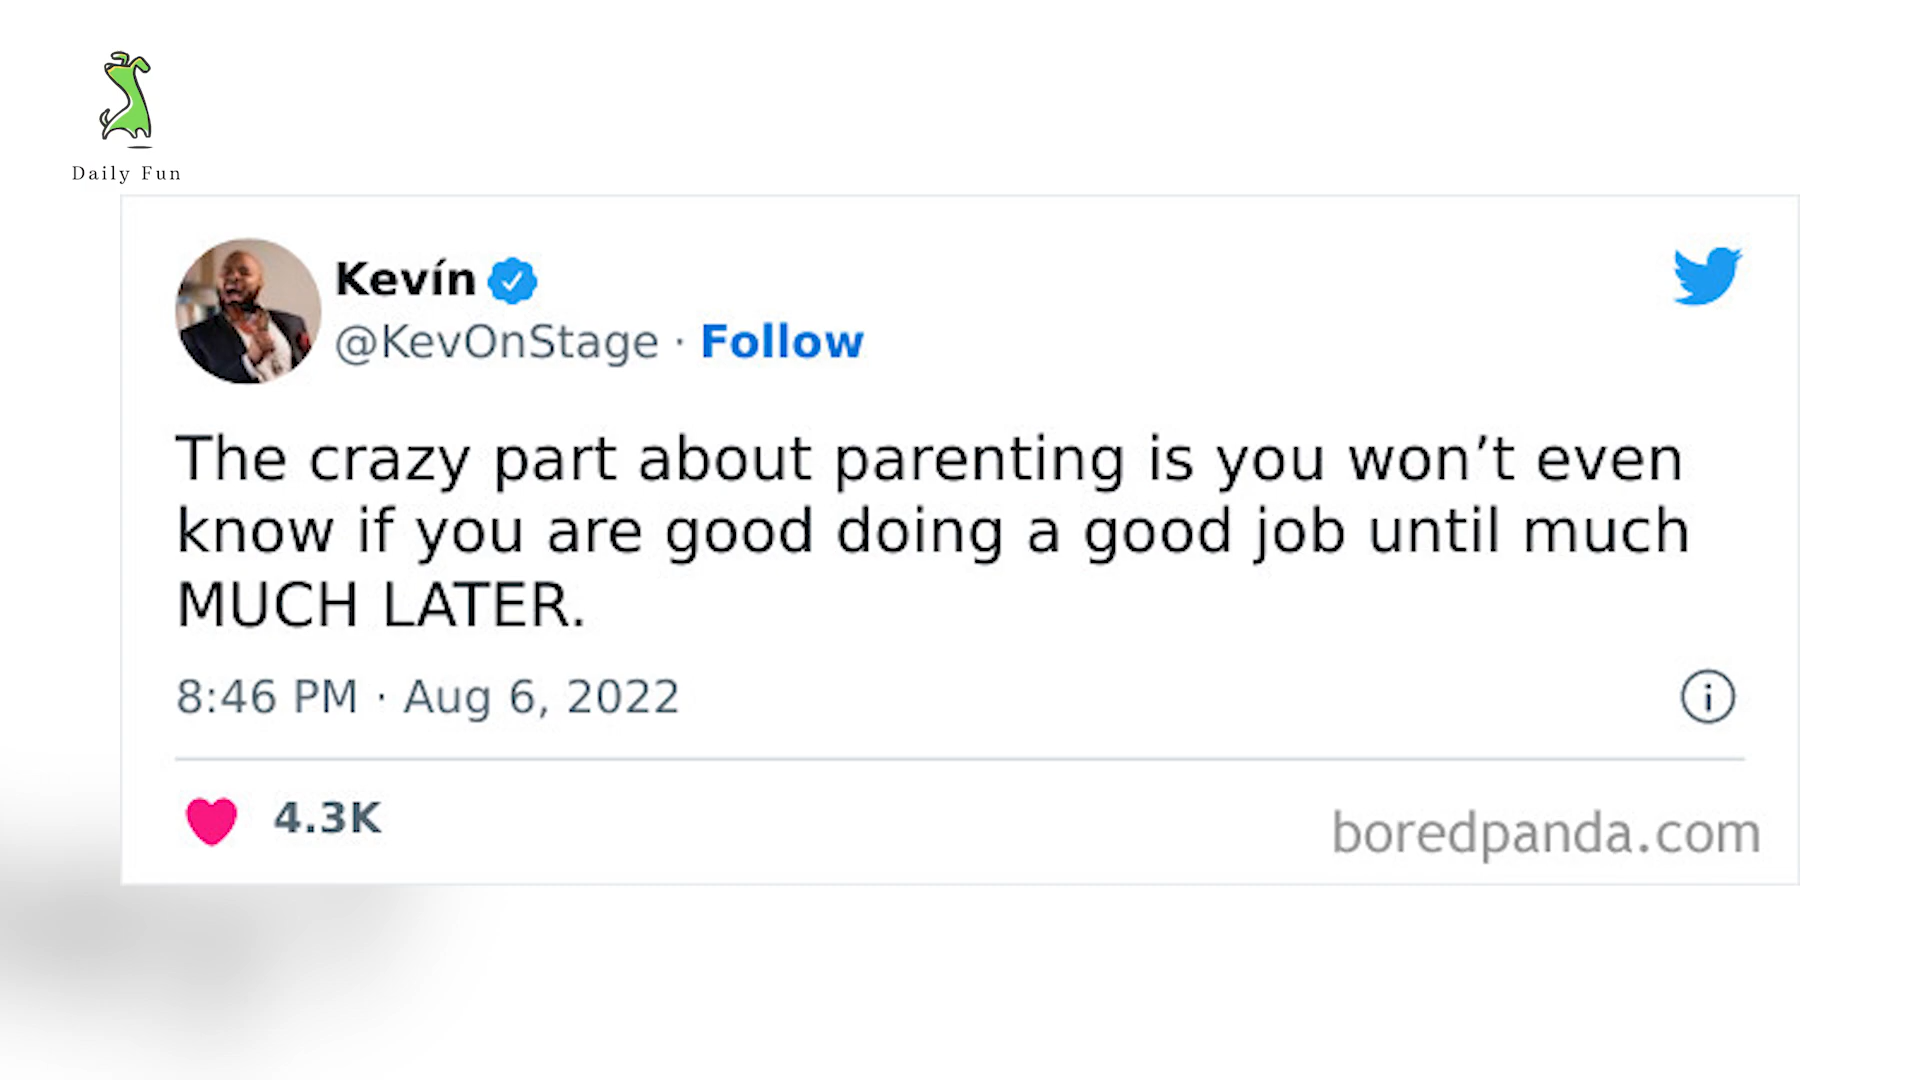 Daily Fun
Kevín
@KevOnStage · Follow
The crazy part about parenting is you won’t even
know if you are good doing a good job until much
MUCH LATER.
8:46 PM · Aug 6, 2022
4.3K
boredpanda.com